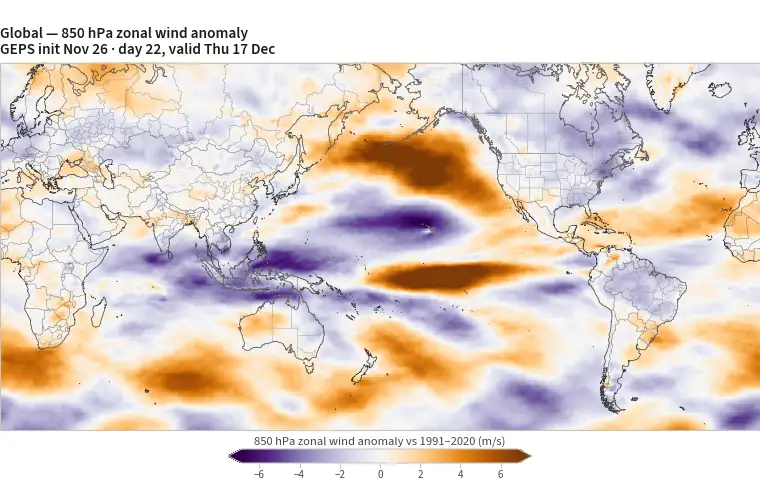 Global — 850 hPa zonal wind anomaly
GEPS init Nov 26 · day 22, valid Thu 17 Dec
850 hPa zonal wind anomaly vs 1991–2020 (m/s)
−6 −4 −2 0 2 4 6